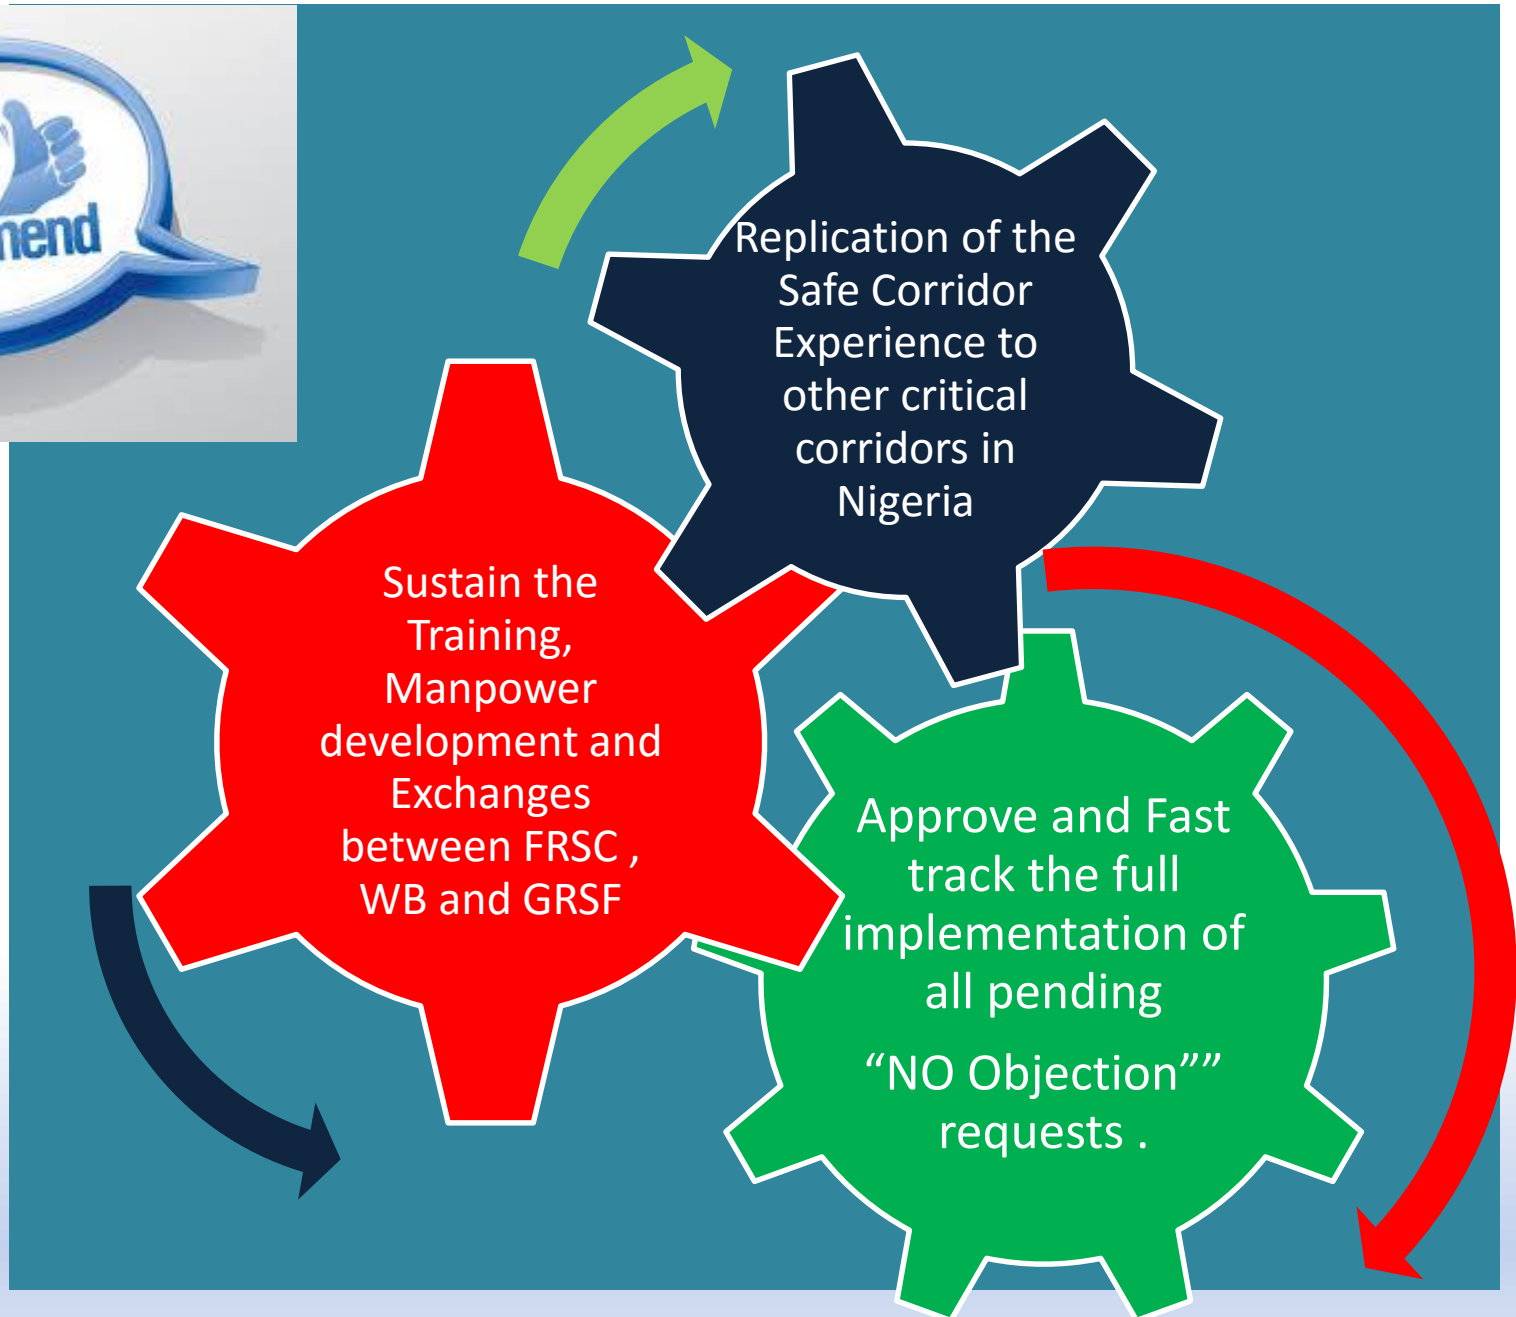 mend
Replication of the
Safe Corridor
Experience to
other critical
corridors in
Nigeria
Sustain the
Training,
Manpower
development and
Exchanges
between FRSC ,
WB and GRSF
Approve and Fast
track the full
implementation of
all pending
“NO Objection””
requests .